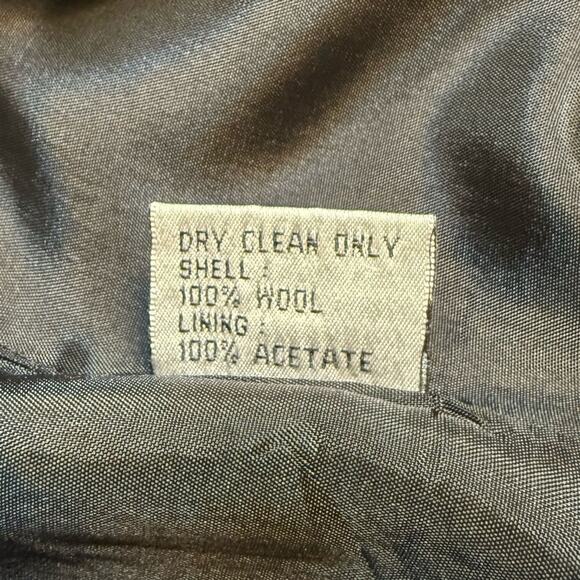 DRY CLEAN ONLY
SHELL :
100% WOOL
LINING :
100% ACETATE